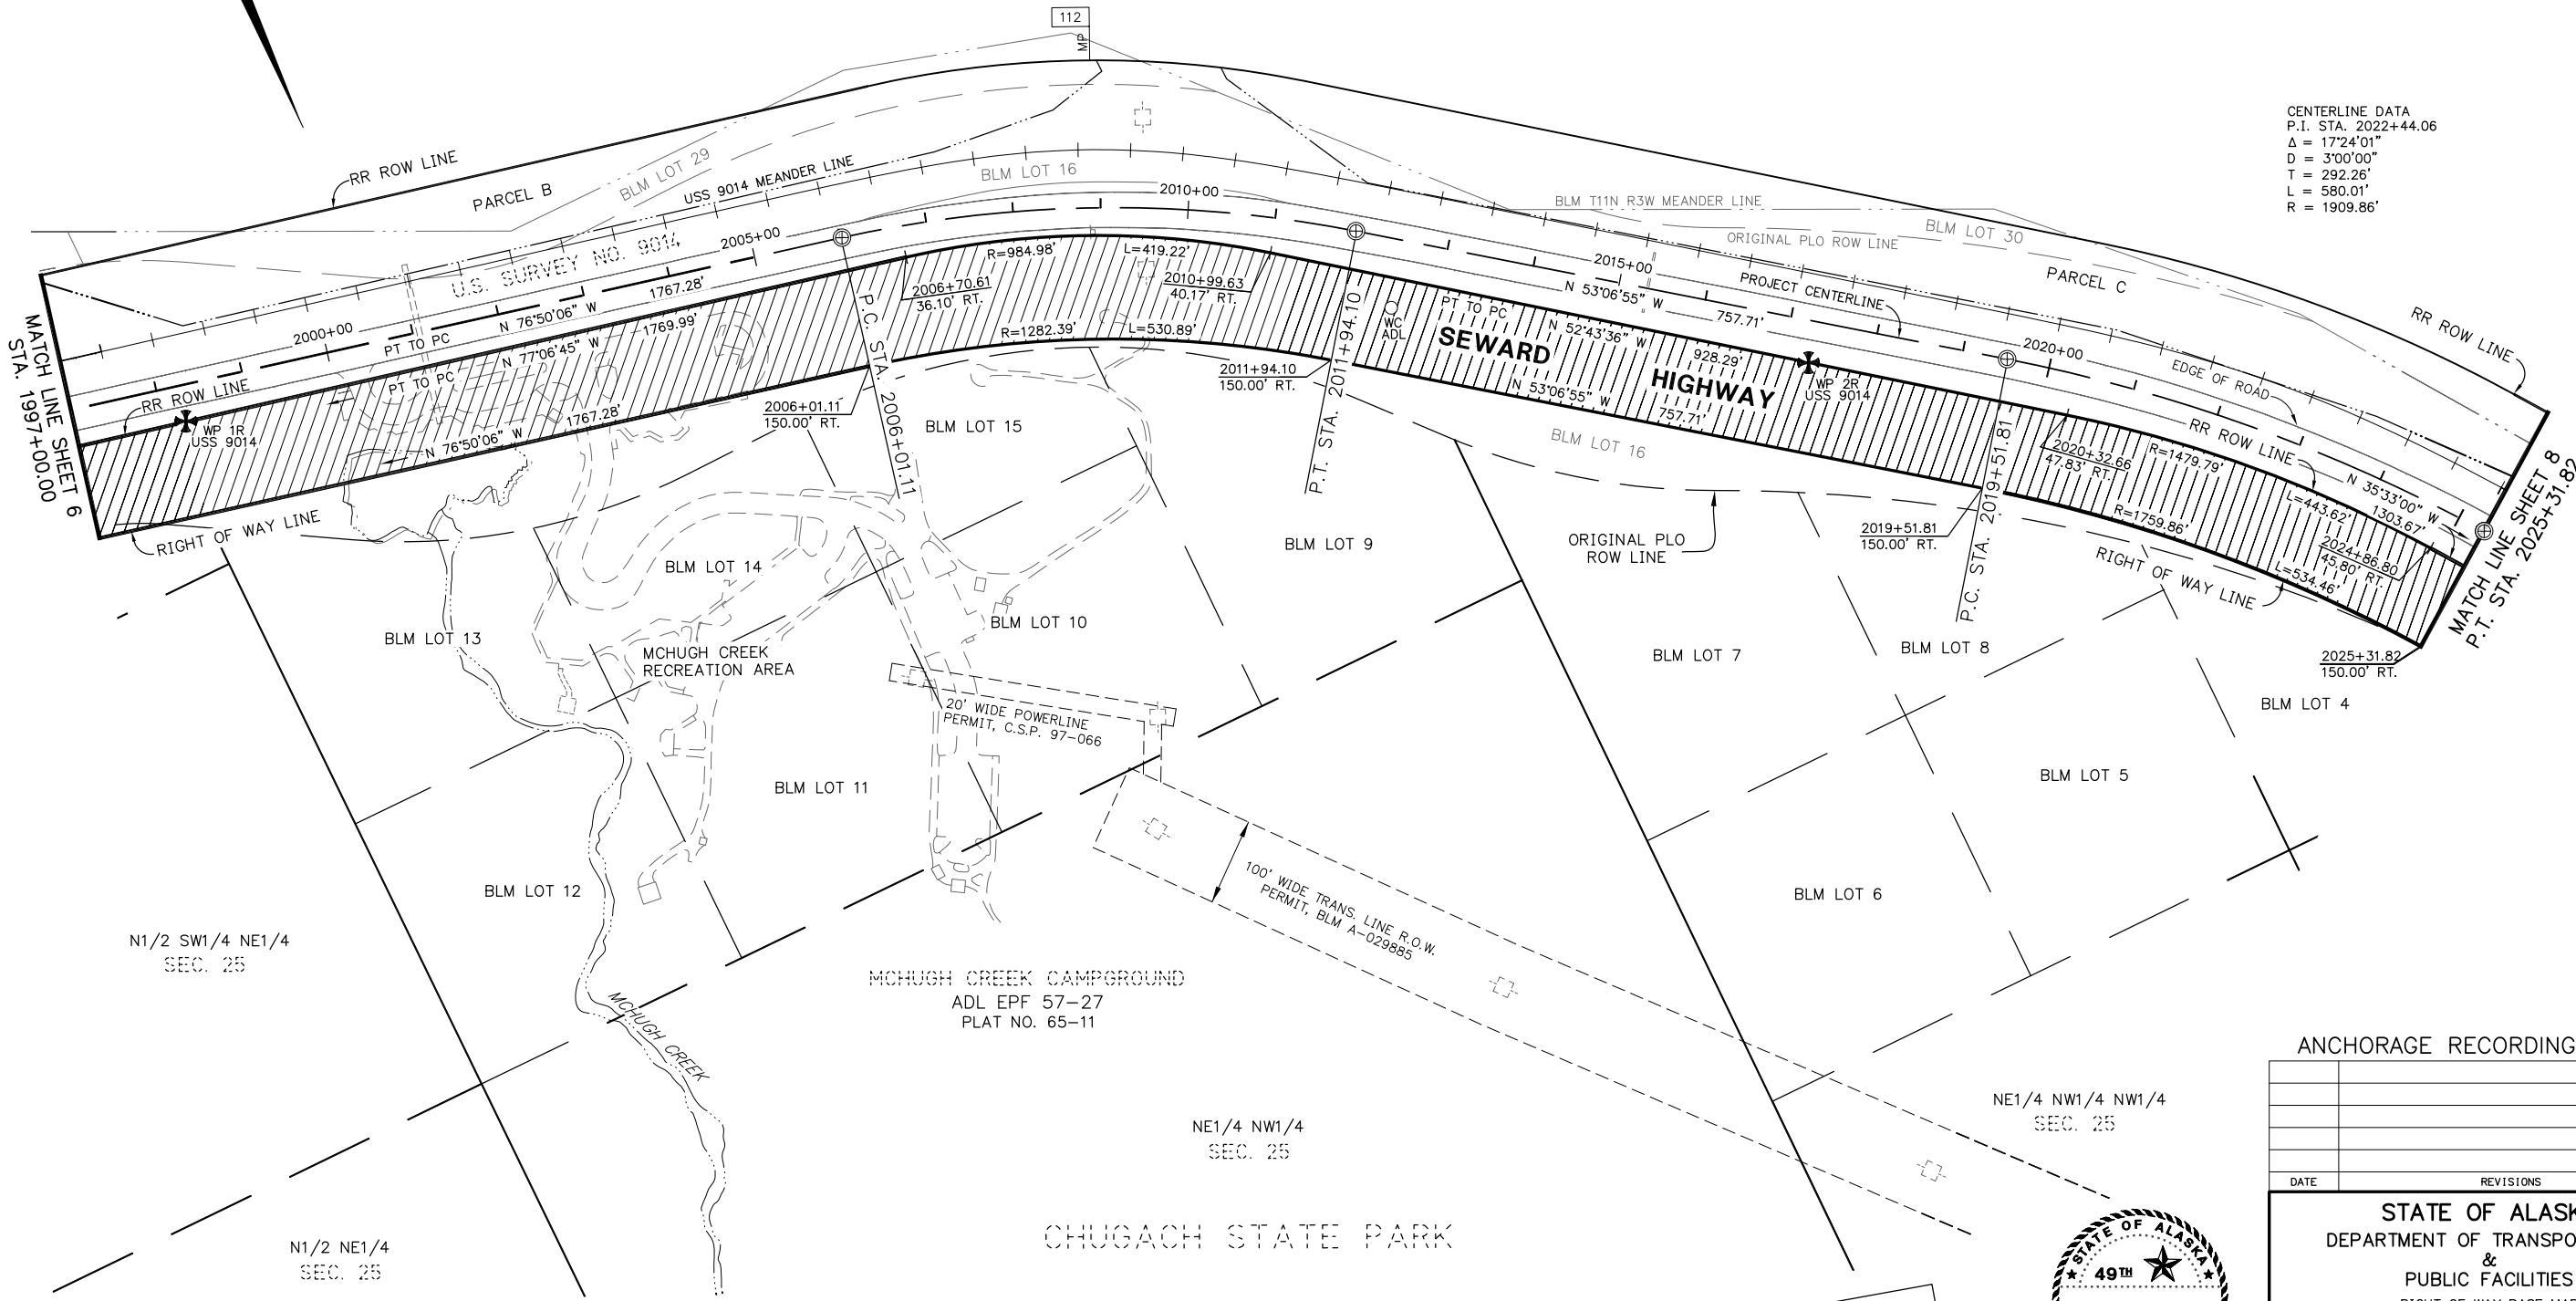 112
MP
CENTERLINE DATA
P.I. STA. 2022+44.06
Δ = 17°24'01"
D = 3°00'00"
T = 292.26'
L = 580.01'
R = 1909.86'
RR ROW LINE
PARCEL B
BLM LOT 29
USS 9014 MEANDER LINE
BLM LOT 16
2010+00
BLM T11N R3W MEANDER LINE
ORIGINAL PLO ROW LINE
BLM LOT 30
PARCEL C
RR ROW LINE
U.S. SURVEY NO. 9014
2005+00
2000+00
N 76°50'06" W
1767.28'
PT TO PC
R=984.98'
L=419.22'
2006+70.61
36.10' RT.
2010+99.63
40.17' RT.
R=1282.39'
L=530.89'
2015+00
N 53°06'55" W
757.71'
PROJECT CENTERLINE
2020+00
EDGE OF ROAD
MATCH LINE SHEET 6
STA. 1997+00.00
RR ROW LINE
WP 1R
USS 9014
PT TO PC
N 77°06'45" W
1769.99'
N 76°50'06" W
1767.28'
RIGHT OF WAY LINE
2006+01.11
150.00' RT.
P.C. STA. 2006+01.11
2011+94.10
150.00' RT.
P.T. STA. 2011+94.10
WC
ADL
PT TO PC
N 52°43'36" W
928.29'
SEWARD
HIGHWAY
N 53°06'55" W
757.71'
WP 2R
USS 9014
BLM LOT 16
ORIGINAL PLO
ROW LINE
2019+51.81
150.00' RT.
P.C. STA. 2019+51.81
2020+32.66
47.83' RT.
R=1479.79'
RR ROW LINE
L=443.62'
N 35°33'00" W
1303.67'
R=1759.86'
2024+86.80
45.80' RT.
L=534.46'
RIGHT OF WAY LINE
MATCH LINE SHEET 8
P.T. STA. 2025+31.82
2025+31.82
150.00' RT.
BLM LOT 15
BLM LOT 14
BLM LOT 13
BLM LOT 9
BLM LOT 10
MCHUGH CREEK
RECREATION AREA
20' WIDE POWERLINE
PERMIT, C.S.P. 97-066
BLM LOT 7
BLM LOT 8
BLM LOT 4
BLM LOT 5
BLM LOT 11
BLM LOT 12
BLM LOT 6
100' WIDE TRANS. LINE R.O.W.
PERMIT, BLM A-029885
N1/2 SW1/4 NE1/4
SEC. 25
MCHUGH CREEK CAMPGROUND
ADL EPF 57-27
PLAT NO. 65-11
MCHUGH CREEK
NE1/4 NW1/4
SEC. 25
NE1/4 NW1/4 NW1/4
SEC. 25
N1/2 NE1/4
SEC. 25
CHUGACH STATE PARK
ANCHORAGE RECORDING
DATE
REVISIONS
STATE OF ALASK
DEPARTMENT OF TRANSPO
&
PUBLIC FACILITIES
STATE OF ALASKA
49TH